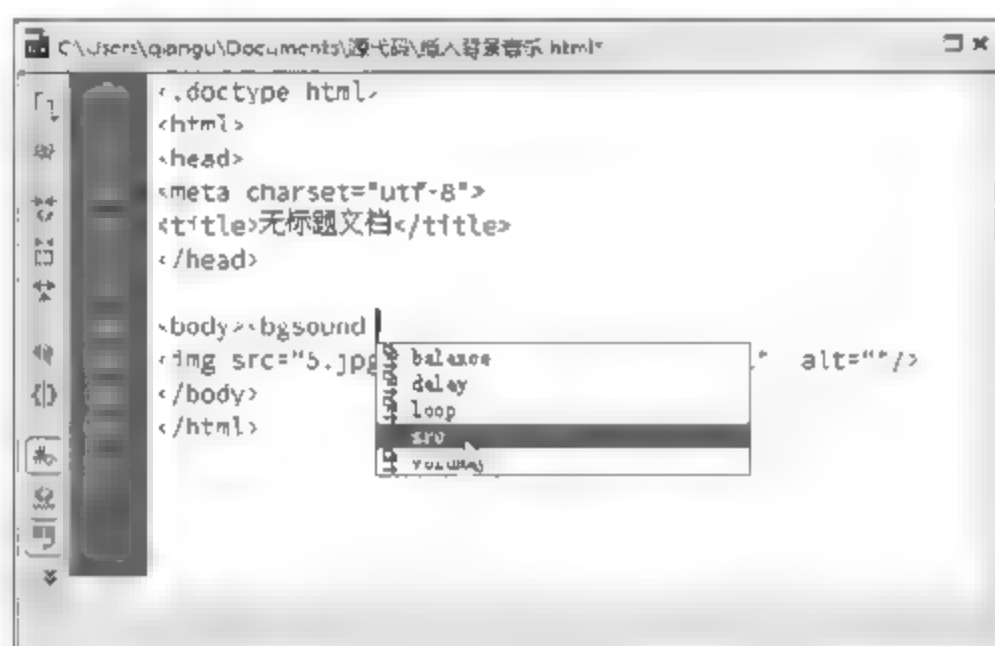 C:\Users\qiangu\Documents\源代码\插入背景音乐.html*
<!doctype html>
<html>
<head>
<meta charset="utf-8">
<title>无标题文档</title>
</head>
<body><bgsound
<img src="5.jpg " alt=""/>
balance
delay
</body>
loop
</html>
src
volume